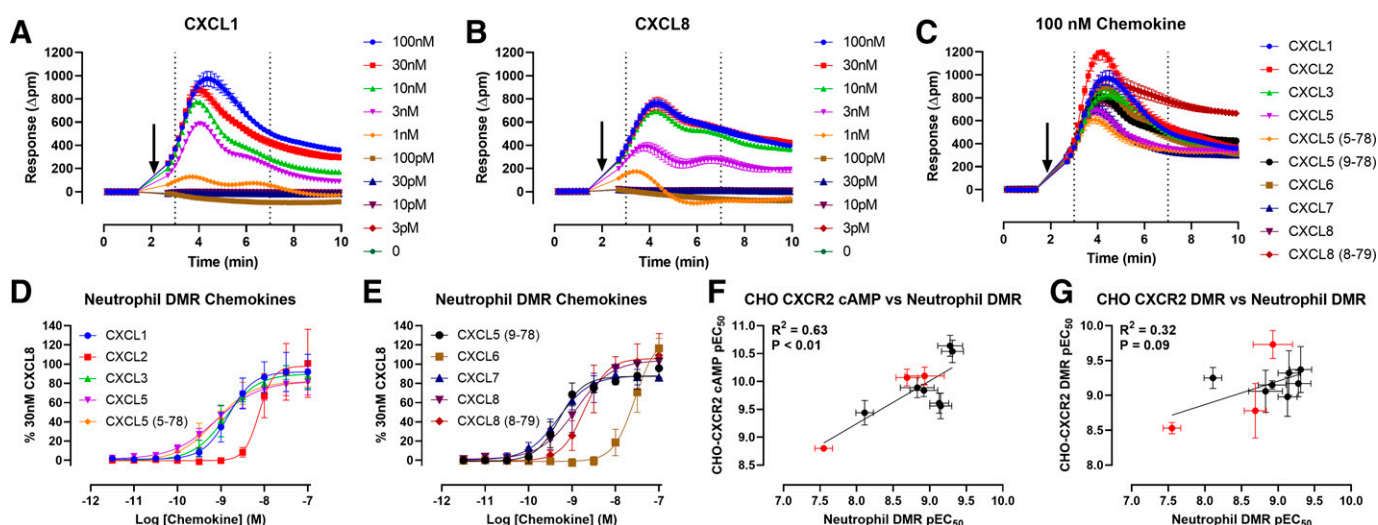 A
CXCL1
Response (Δpm)
1200
1000
800
600
400
200
0
0 2 4 6 8 10
Time (min)
100nM
30nM
10nM
3nM
1nM
100pM
30pM
10pM
3pM
0
B
CXCL8
Response (Δpm)
1200
1000
800
600
400
200
0
0 2 4 6 8 10
Time (min)
100nM
30nM
10nM
3nM
1nM
100pM
30pM
10pM
3pM
0
C
100 nM Chemokine
Response (Δpm)
1200
1000
800
600
400
200
0
0 2 4 6 8 10
Time (min)
CXCL1
CXCL2
CXCL3
CXCL5
CXCL5 (5-78)
CXCL5 (9-78)
CXCL6
CXCL7
CXCL8
CXCL8 (8-79)
D
Neutrophil DMR Chemokines
% 30nM CXCL8
140
120
100
80
60
40
20
0
CXCL1
CXCL2
CXCL3
CXCL5
CXCL5 (5-78)
-12 -11 -10 -9 -8 -7
Log [Chemokine] (M)
E
Neutrophil DMR Chemokines
% 30nM CXCL8
140
120
100
80
60
40
20
0
CXCL5 (9-78)
CXCL6
CXCL7
CXCL8
CXCL8 (8-79)
-12 -11 -10 -9 -8 -7
Log [Chemokine] (M)
F
CHO CXCR2 cAMP vs Neutrophil DMR
CHO-CXCR2 cAMP pEC50
11.0
10.5
10.0
9.5
9.0
8.5
R² = 0.63
P < 0.01
7.0 7.5 8.0 8.5 9.0 9.5 10.0
Neutrophil DMR pEC50
G
CHO CXCR2 DMR vs Neutrophil DMR
CHO-CXCR2 DMR pEC50
10.0
9.5
9.0
8.5
8.0
R² = 0.32
P = 0.09
7.0 7.5 8.0 8.5 9.0 9.5 10.0
Neutrophil DMR pEC50